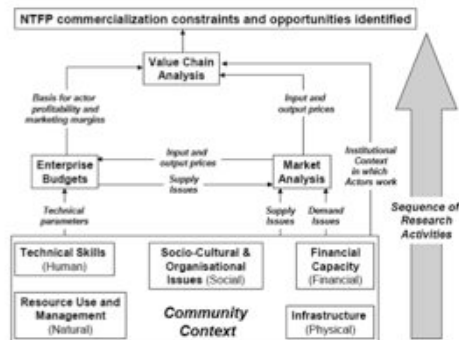 NTFP commercialization constraints and opportunities identified
Value Chain
Analysis
Basis for actor
profitability and
marketing margins
Input and
output prices
Input and
output prices
Institutional
Context
in which
Actors work
Enterprise
Budgets
Supply
Issues
Market
Analysis
Technical
parameters
Supply
Issues
Demand
Issues
Sequence of
Research
Activities
Technical Skills
(Human)
Socio-Cultural &
Organisational
Issues (Social)
Financial
Capacity
(Financial)
Resource Use and
Management
(Natural)
Community
Context
Infrastructure
(Physical)